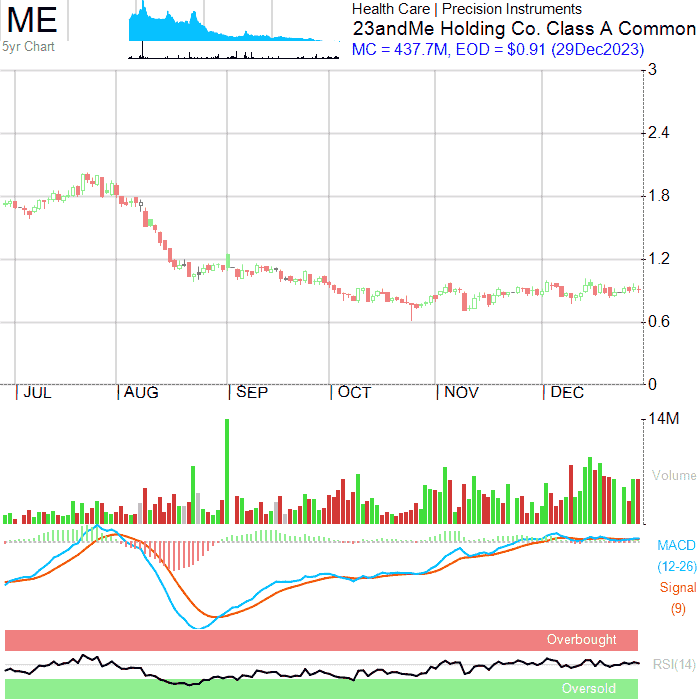 ME
5yr Chart
Health Care | Precision Instruments
23andMe Holding Co. Class A Common
MC = 437.7M, EOD = $0.91 (29Dec2023)
3
2.4
1.8
1.2
0.6
0
JUL AUG SEP OCT NOV DEC
14M
Volume
MACD
(12-26)
Signal
(9)
Overbought
RSI(14)
Oversold